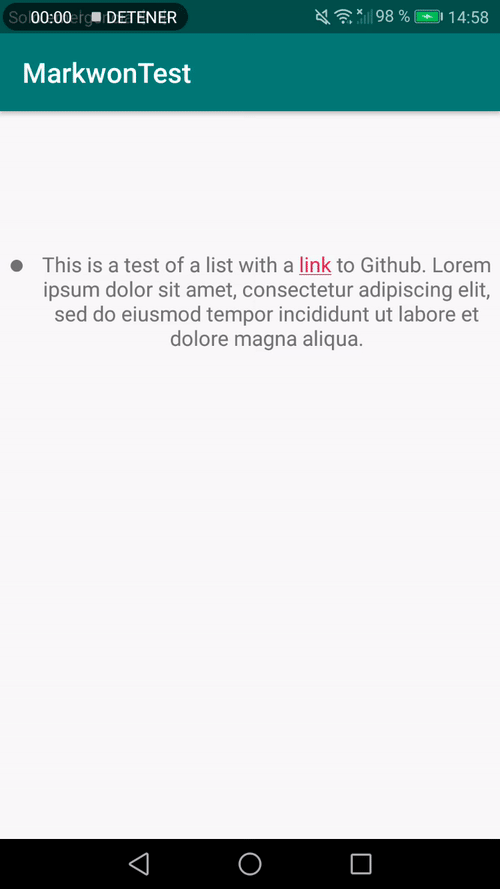 00:00 DETENER 98 % 14:58
MarkwonTest
This is a test of a list with a link to Github. Lorem
ipsum dolor sit amet, consectetur adipiscing elit,
sed do eiusmod tempor incididunt ut labore et
dolore magna aliqua.